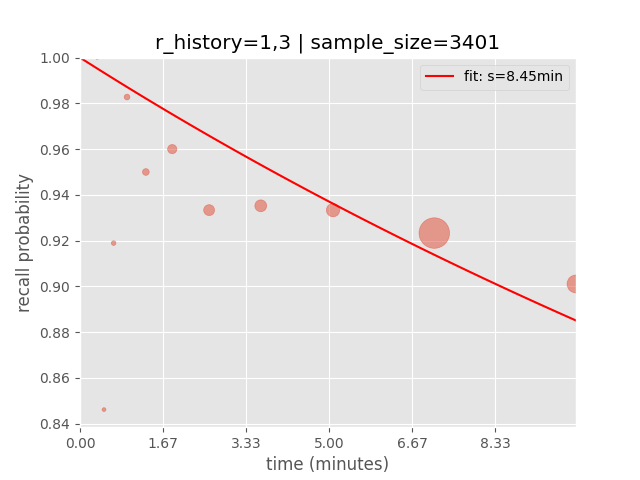 r_history=1,3 | sample_size=3401
fit: s=8.45min
recall probability
1.00
0.98
0.96
0.94
0.92
0.90
0.88
0.86
0.84
0.00 1.67 3.33 5.00 6.67 8.33
time (minutes)